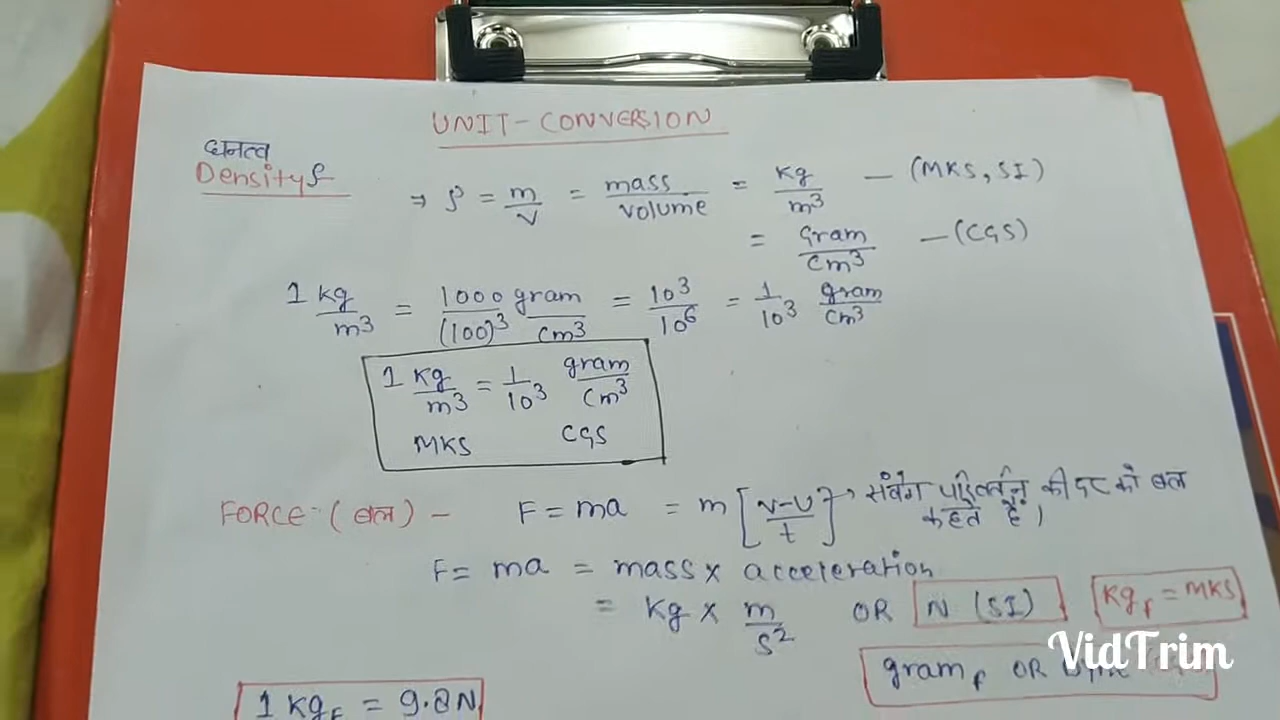 UNIT-CONVERSION
घनत्व
Density ρ
→ ρ = m/v = mass/volume = kg/m³ — (MKS, SI)
= Gram/cm³ — (CGS)
1 kg/m³ = 1000 gram/(100)³ cm³ = 10³/10⁶ = 1/10³ gram/cm³
1 kg/m³ = 1/10³ gram/cm³
MKS CGS
FORCE-(बल) - F = ma = m [v-u/t] , संवेग परिवर्तन की दर को बल
कहते हैं।
F = ma = mass x acceleration
= kg x m/s² OR N (SI) kgf = MKS
gramf OR
1 kgf = 9.8N
VidTrim